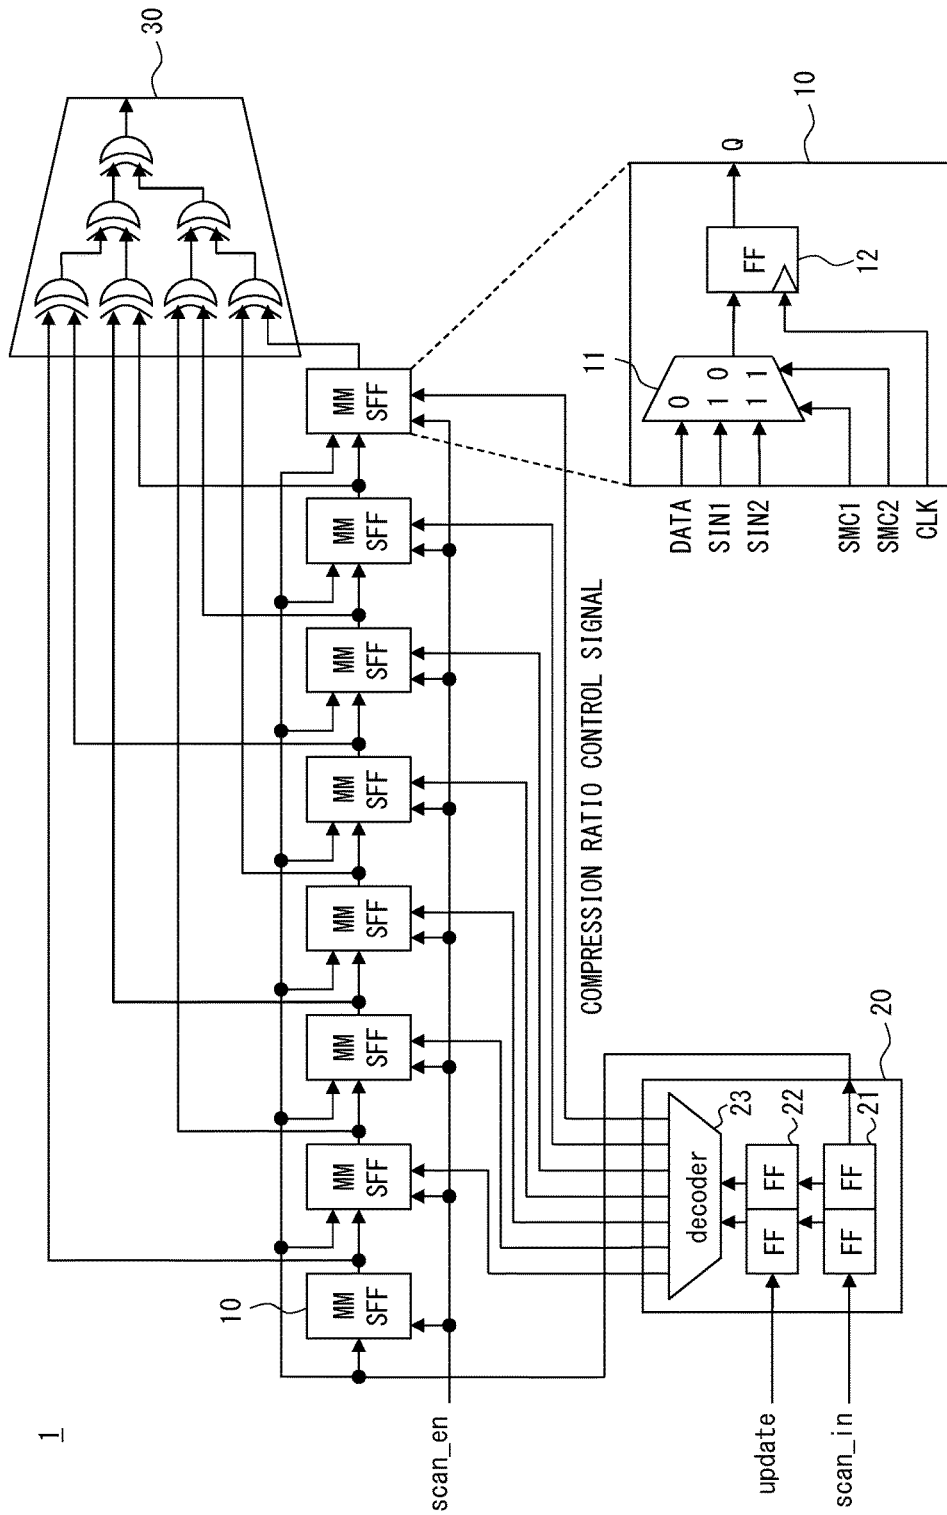 1
30
10
MM
SFF
MM
SFF
MM
SFF
MM
SFF
MM
SFF
MM
SFF
MM
SFF
MM
SFF
scan_en
COMPRESSION RATIO CONTROL SIGNAL
20
decoder
23
FF FF
22
FF FF
21
update
scan_in
10
11
0
1 0
1 1
FF
12
Q
DATA
SIN1
SIN2
SMC1
SMC2
CLK